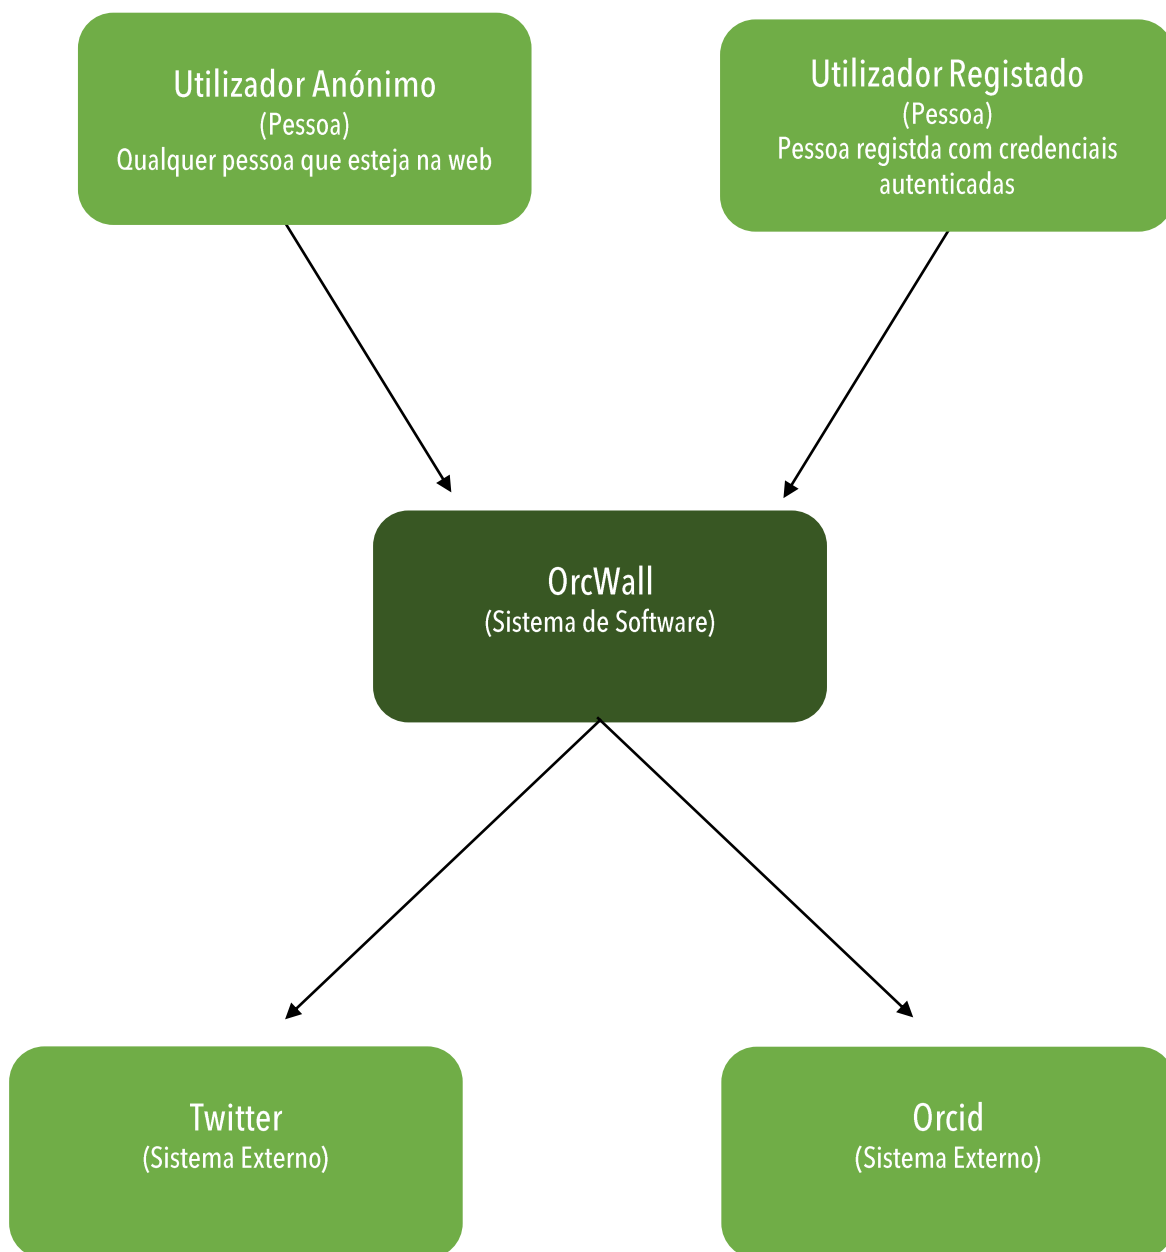 Utilizador Anónimo
(Pessoa)
Qualquer pessoa que esteja na web
Utilizador Registado
(Pessoa)
Pessoa registda com credenciais
autenticadas
OrcWall
(Sistema de Software)
Twitter
(Sistema Externo)
Orcid
(Sistema Externo)